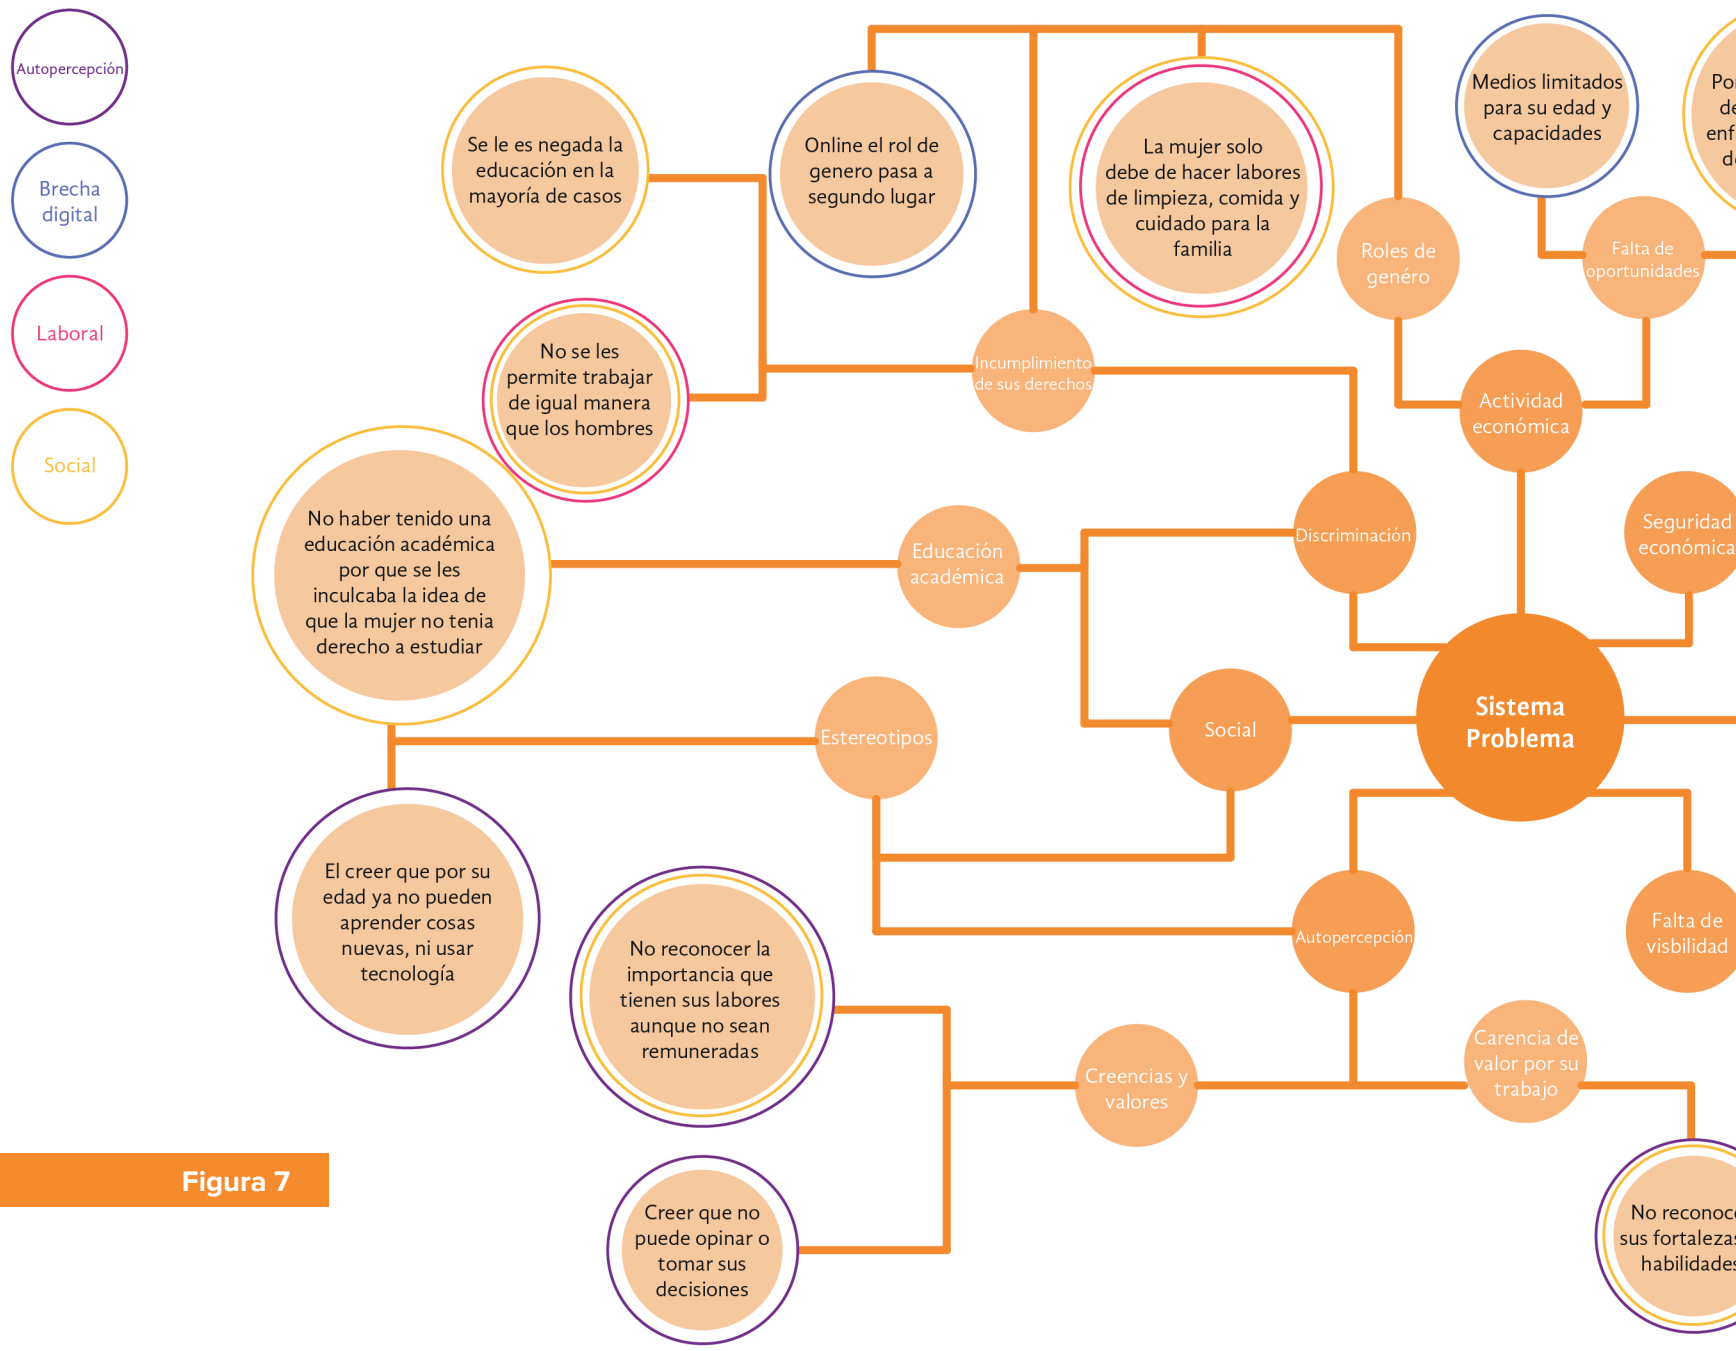 Autopercepción
Brecha
digital
Laboral
Social
Se le es negada la
educación en la
mayoría de casos
Online el rol de
genero pasa a
segundo lugar
La mujer solo
debe de hacer labores
de limpieza, comida y
cuidado para la
familia
Medios limitados
para su edad y
capacidades
Roles de
genéro
Falta de
oportunidades
No se les
permite trabajar
de igual manera
que los hombres
Incumplimiento
de sus derechos
Actividad
económica
No haber tenido una
educación académica
por que se les
inculcaba la idea de
que la mujer no tenia
derecho a estudiar
Educación
académica
Discriminación
Seguridad
económica
Estereotipos
Social
Sistema
Problema
El creer que por su
edad ya no pueden
aprender cosas
nuevas, ni usar
tecnología
No reconocer la
importancia que
tienen sus labores
aunque no sean
remuneradas
Autopercepción
Falta de
visbilidad
Creencias y
valores
Carencia de
valor por su
trabajo
Figura 7
Creer que no
puede opinar o
tomar sus
decisiones
No
sus